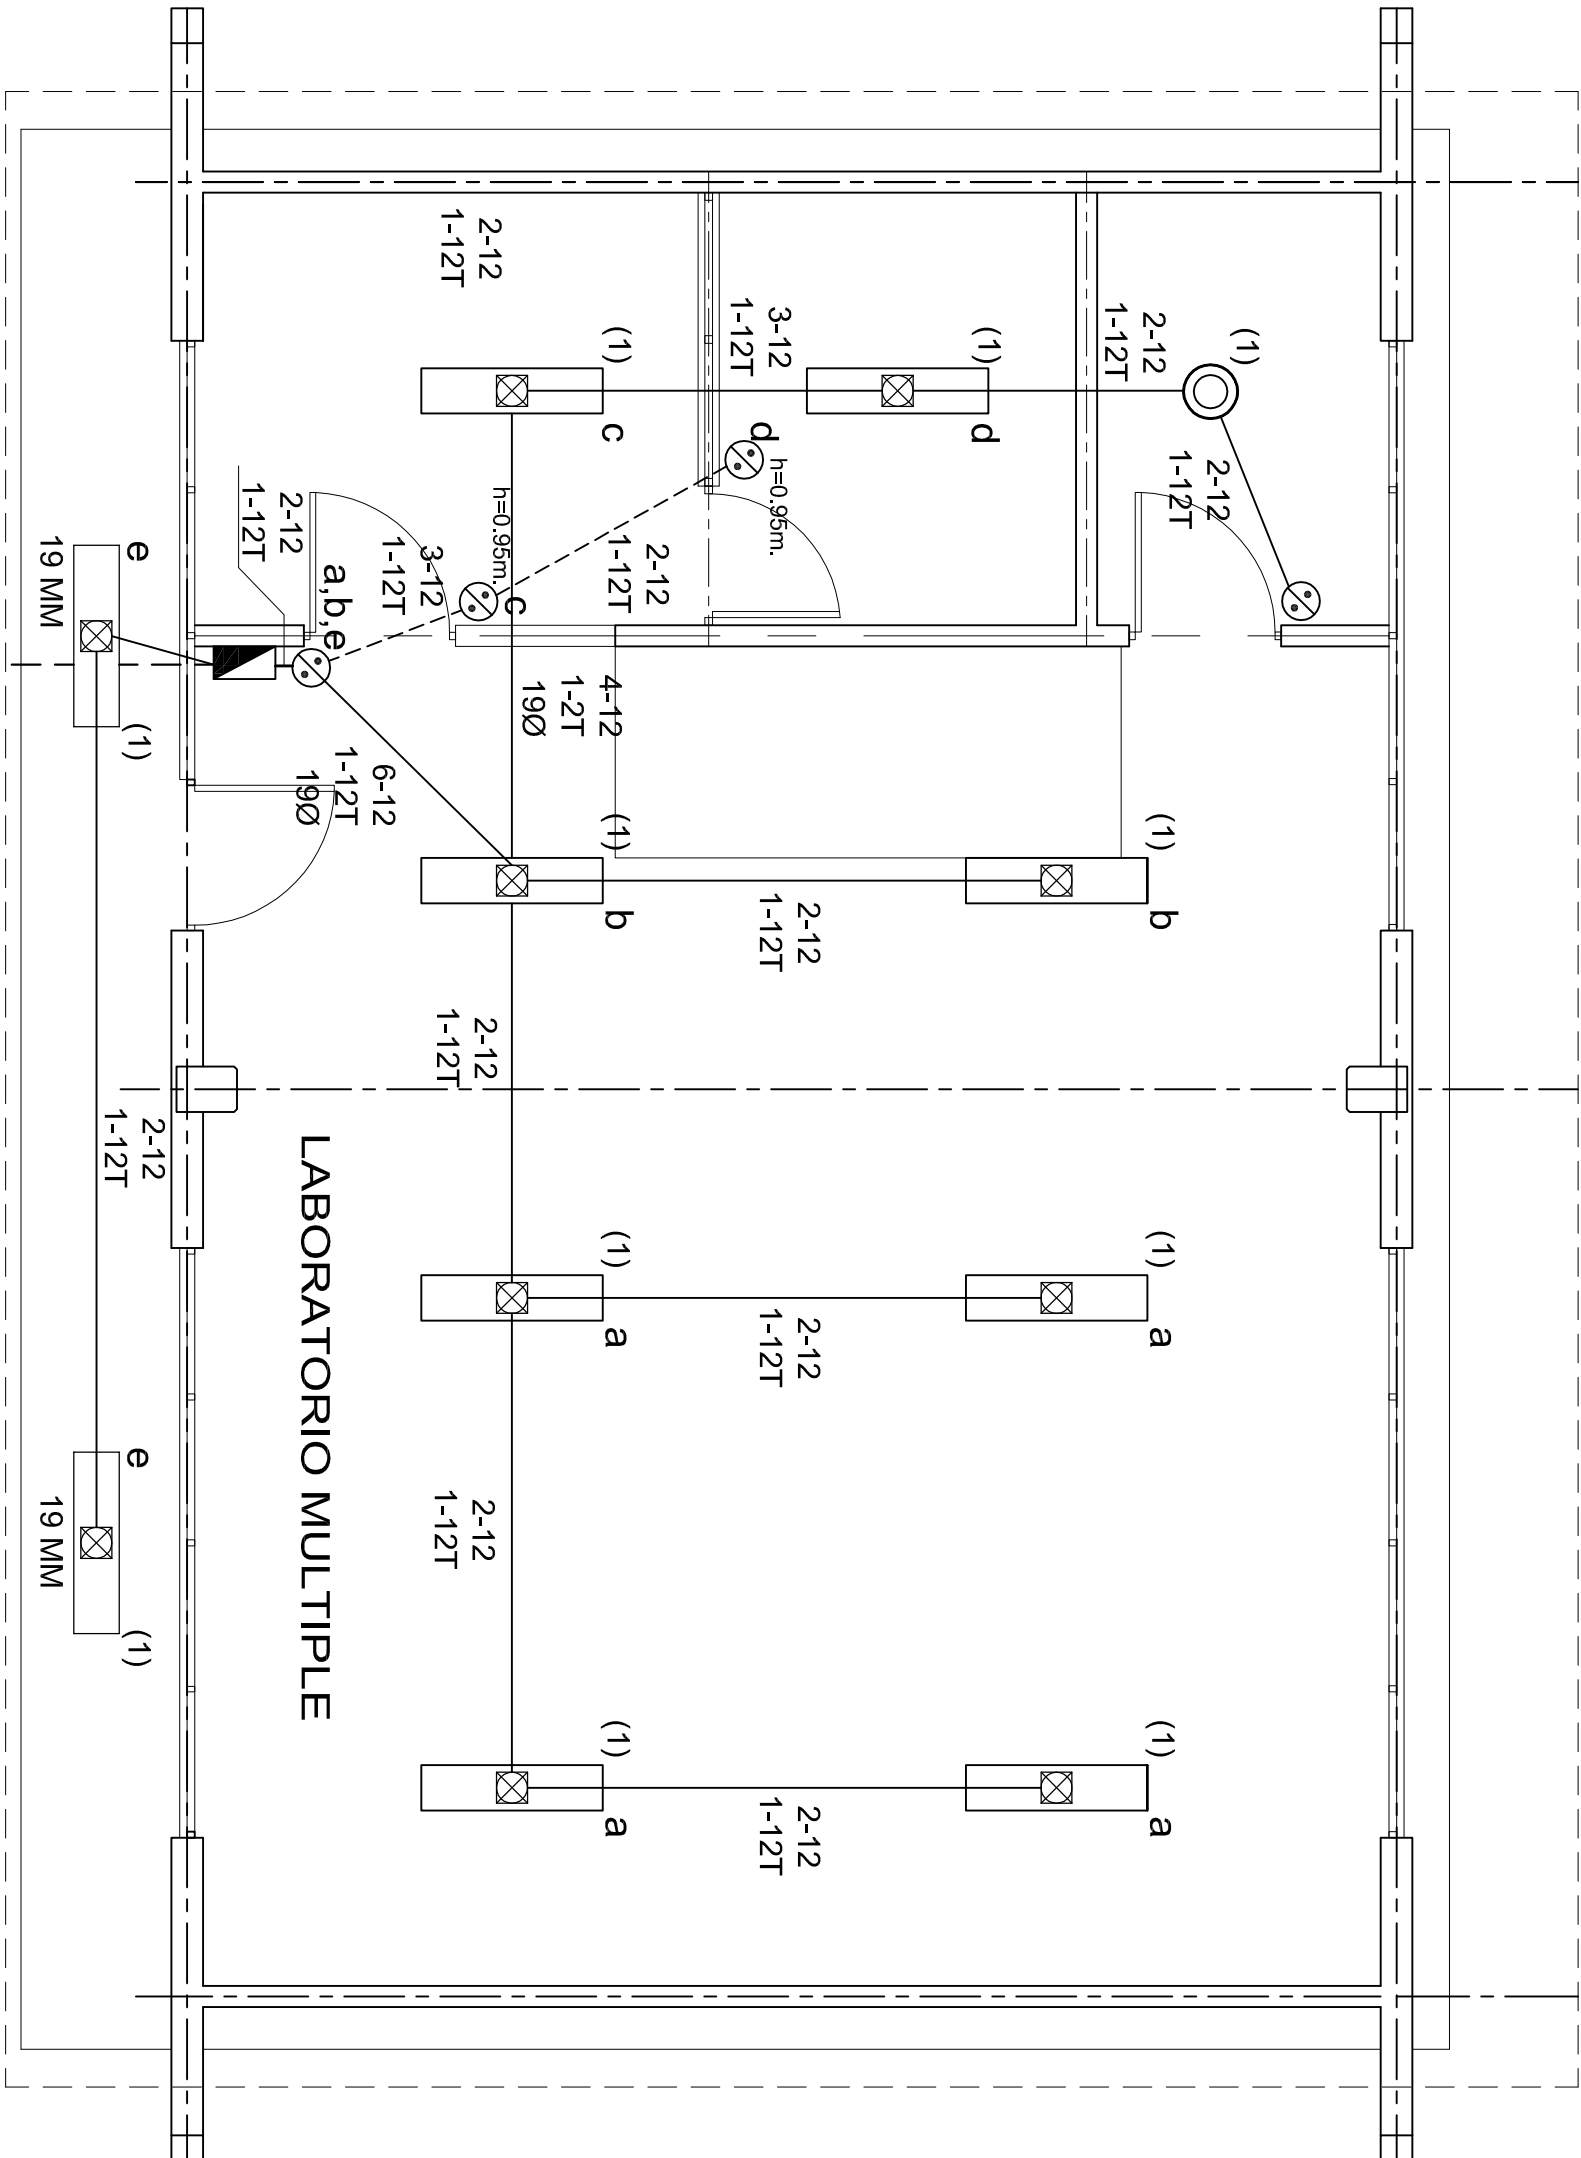 (1)
2-12
1-12T
2-12
1-12T
(1)
b
(1)
a
(1)
a
(1)
d
2-12
1-12T
2-12
1-12T
2-12
1-12T
3-12
1-12T
d
h=0.95m.
2-12
1-12T
(1)
c
4-12
1-2T
19Ø
(1)
b
(1)
a
(1)
a
2-12
1-12T
h=0.95m.
c
2-12
1-12T
2-12
1-12T
3-12
1-12T
6-12
1-12T
19Ø
a,b,e
LABORATORIO MULTIPLE
2-12
1-12T
e
(1)
2-12
1-12T
e
(1)
19 MM
19 MM